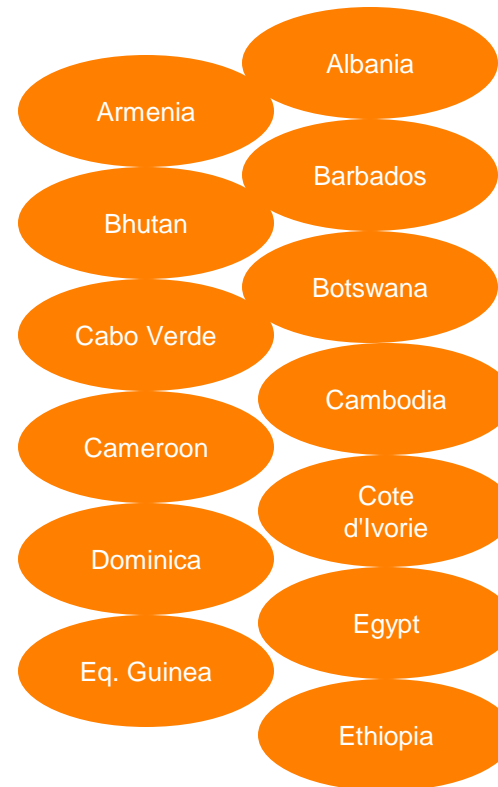 Albania
Armenia
Barbados
Bhutan
Botswana
Cabo Verde
Cambodia
Cameroon
Cote
d'Ivorie
Dominica
Egypt
Eq. Guinea
Ethiopia